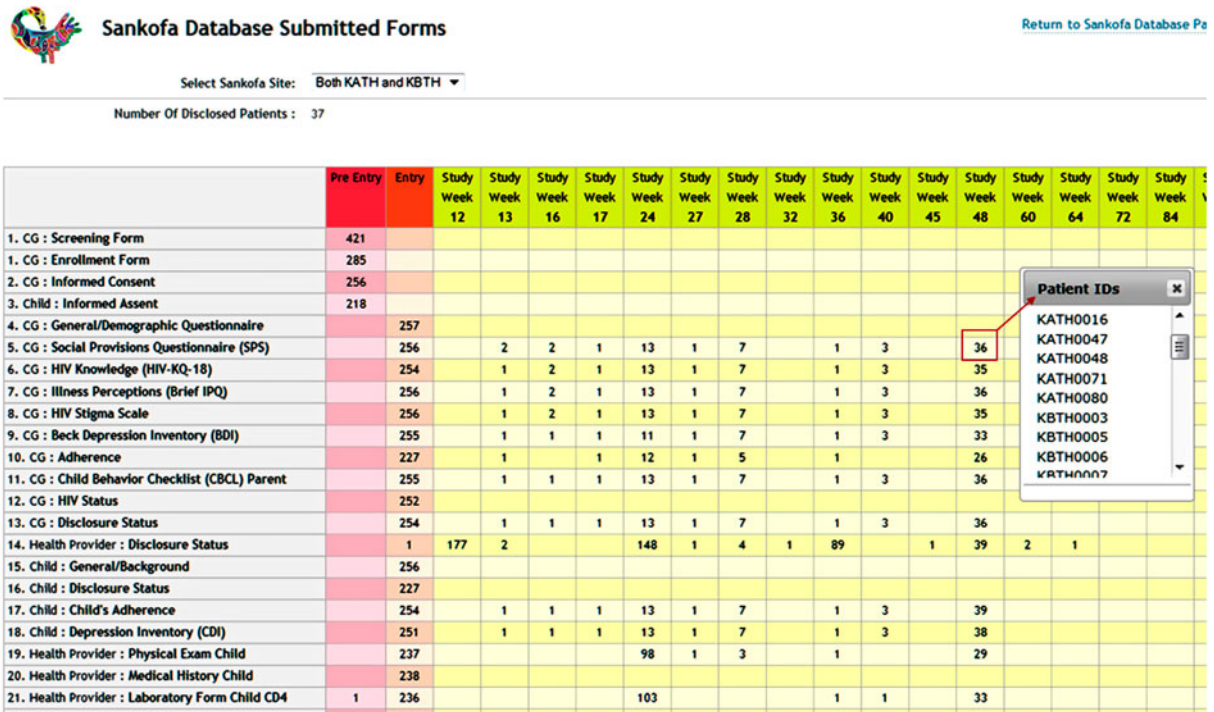 Sankofa Database Submitted Forms
Return to Sankofa Database Pa
Select Sankofa Site: Both KATH and KBTH
Number Of Disclosed Patients : 37
Pre Entry Entry Study Week 12 Study Week 13 Study Week 16 Study Week 17 Study Week 24 Study Week 27 Study Week 28 Study Week 32 Study Week 36 Study Week 40 Study Week 45 Study Week 48 Study Week 60 Study Week 64 Study Week 72 Study Week 84
1. CG : Screening Form 421
1. CG : Enrollment Form 285
2. CG : Informed Consent 256
3. Child : Informed Assent 218
4. CG : General/Demographic Questionnaire 257
5. CG : Social Provisions Questionnaire (SPS) 256 2 2 1 13 1 7 1 3 36
6. CG : HIV Knowledge (HIV-KQ-18) 254 1 2 1 13 1 7 1 3 35
7. CG : Illness Perceptions (Brief IPQ) 256 1 2 1 13 1 7 1 3 36
8. CG : HIV Stigma Scale 256 1 2 1 13 1 7 1 3 35
9. CG : Beck Depression Inventory (BDI) 255 1 1 1 11 1 7 1 3 33
10. CG : Adherence 227 1 1 12 1 5 1 26
11. CG : Child Behavior Checklist (CBCL) Parent 255 1 1 1 13 1 7 1 3 36
12. CG : HIV Status 252
13. CG : Disclosure Status 254 1 1 1 13 1 7 1 3 36
14. Health Provider : Disclosure Status 1 177 2 148 1 4 1 89 1 39 2 1
15. Child : General/Background 256
16. Child : Disclosure Status 227
17. Child : Child's Adherence 254 1 1 1 13 1 7 1 3 39
18. Child : Depression Inventory (CDI) 251 1 1 1 13 1 7 1 3 38
19. Health Provider : Physical Exam Child 237 98 1 3 1 29
20. Health Provider : Medical History Child 238
21. Health Provider : Laboratory Form Child CD4 1 236 103 1 1 33
Patient IDs
KATH0016
KATH0047
KATH0048
KATH0071
KATH0080
KBTH0003
KBTH0005
KBTH0006
KBTH0007